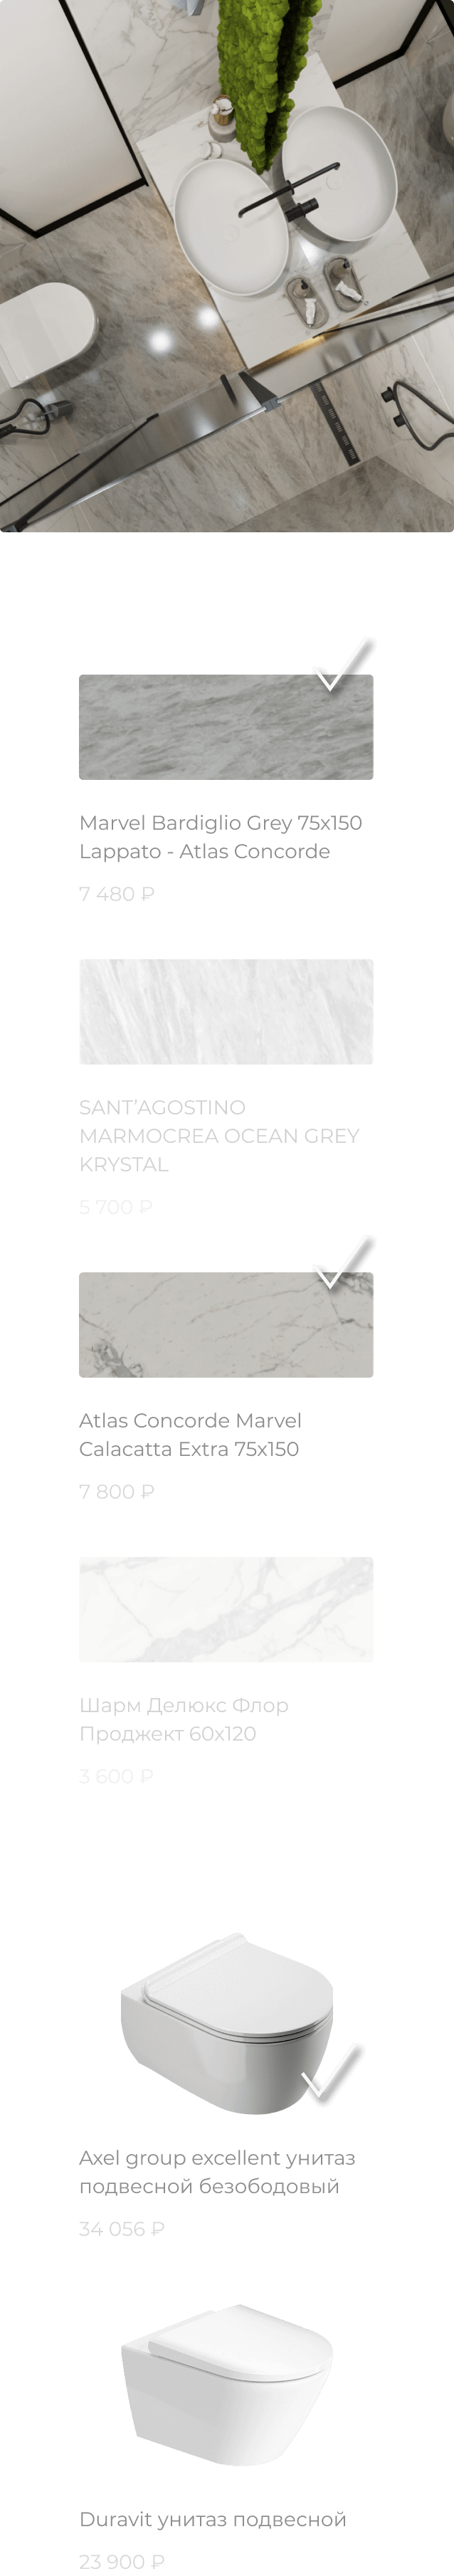 Marvel Bardiglio Grey 75x150
Lappato - Atlas Concorde
7 480 ₽
SANT’AGOSTINO
MARMOCREA OCEAN GREY
KRYSTAL
5 700 ₽
Atlas Concorde Marvel
Calacatta Extra 75x150
7 800 ₽
Шарм Делюкс Флор
Проджект 60x120
3 600 ₽
Axel group excellent унитаз
подвесной безободовый
34 056 ₽
Duravit унитаз подвесной
23 900 ₽